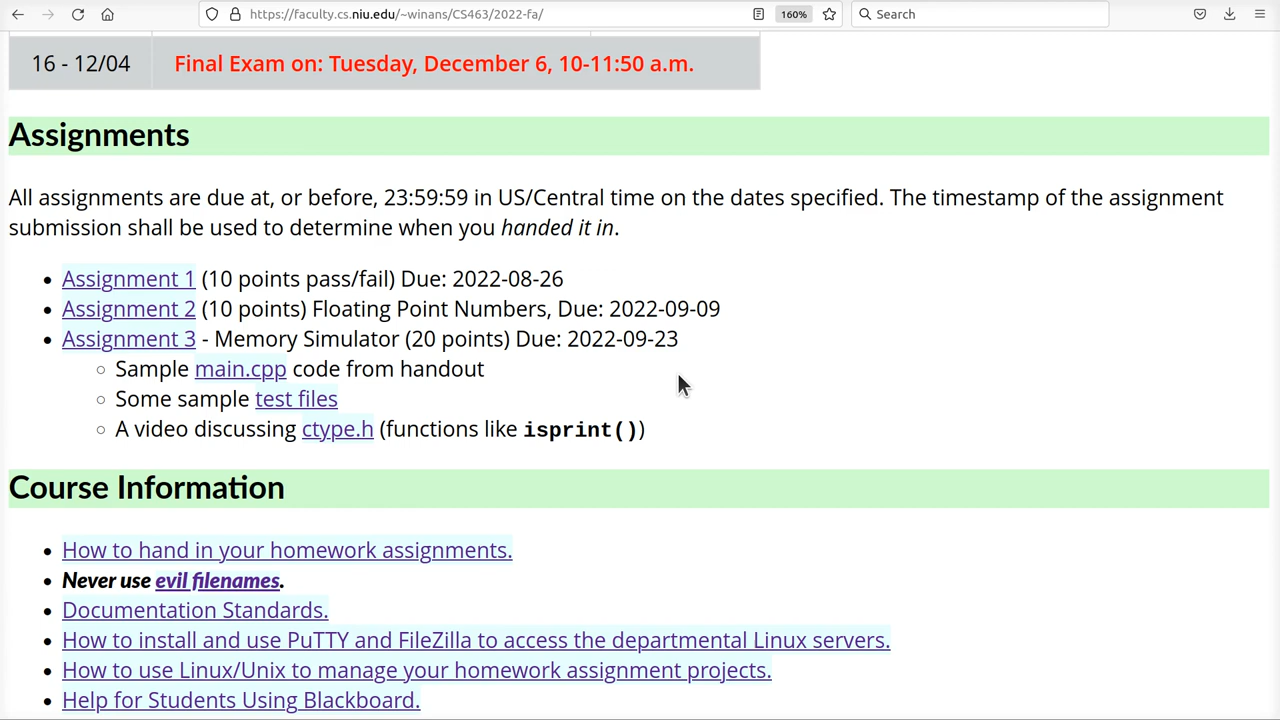 https://faculty.cs.niu.edu/~winans/CS463/2022-fa/
160%
Search
16 - 12/04
Final Exam on: Tuesday, December 6, 10-11:50 a.m.
Assignments
All assignments are due at, or before, 23:59:59 in US/Central time on the dates specified. The timestamp of the assignment
submission shall be used to determine when you handed it in.
• Assignment 1 (10 points pass/fail) Due: 2022-08-26
• Assignment 2 (10 points) Floating Point Numbers, Due: 2022-09-09
• Assignment 3 - Memory Simulator (20 points) Due: 2022-09-23
◦ Sample main.cpp code from handout
◦ Some sample test files
◦ A video discussing ctype.h (functions like isprint())
Course Information
• How to hand in your homework assignments.
• Never use evil filenames.
• Documentation Standards.
• How to install and use PuTTY and FileZilla to access the departmental Linux servers.
• How to use Linux/Unix to manage your homework assignment projects.
• Help for Students Using Blackboard.